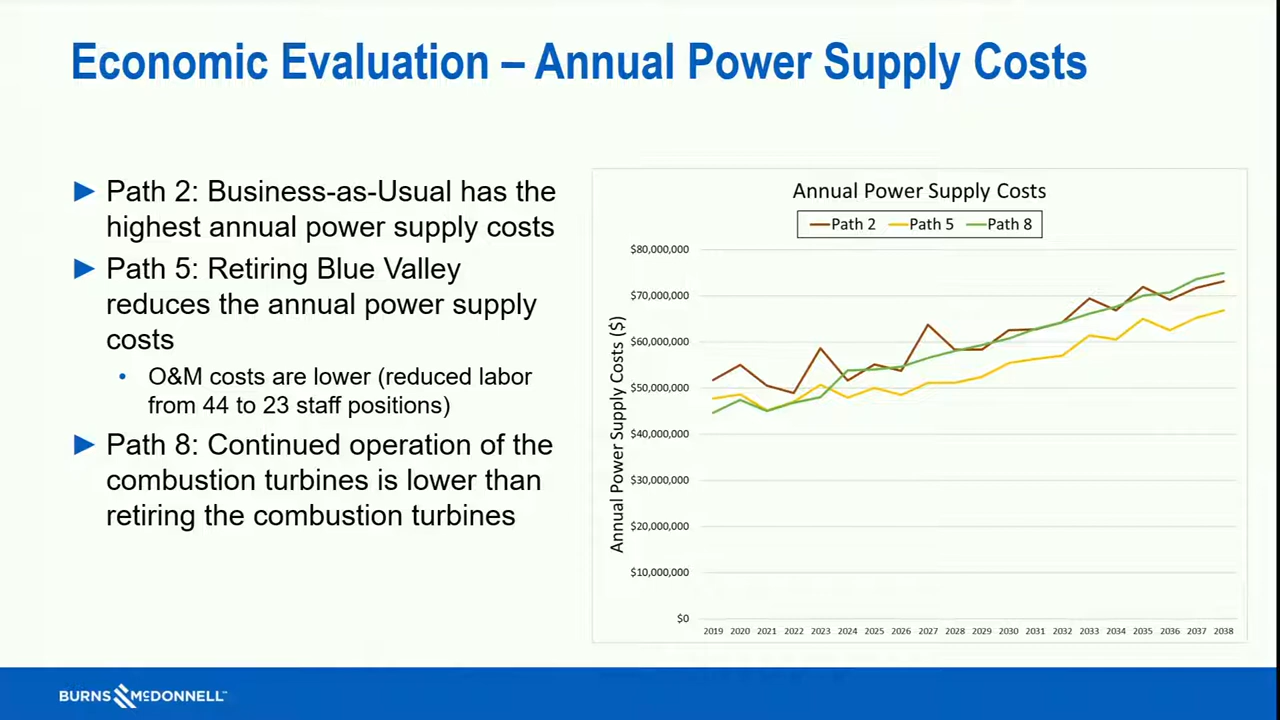 Economic Evaluation – Annual Power Supply Costs
► Path 2: Business-as-Usual has the
highest annual power supply costs
► Path 5: Retiring Blue Valley
reduces the annual power supply
costs
• O&M costs are lower (reduced labor
from 44 to 23 staff positions)
► Path 8: Continued operation of the
combustion turbines is lower than
retiring the combustion turbines
Annual Power Supply Costs
Path 2 Path 5 Path 8
Annual Power Supply Costs ($)
$80,000,000
$70,000,000
$60,000,000
$50,000,000
$40,000,000
$30,000,000
$20,000,000
$10,000,000
$0
2019 2020 2021 2022 2023 2024 2025 2026 2027 2028 2029 2030 2031 2032 2033 2034 2035 2036 2037 2038
BURNS McDONNELL